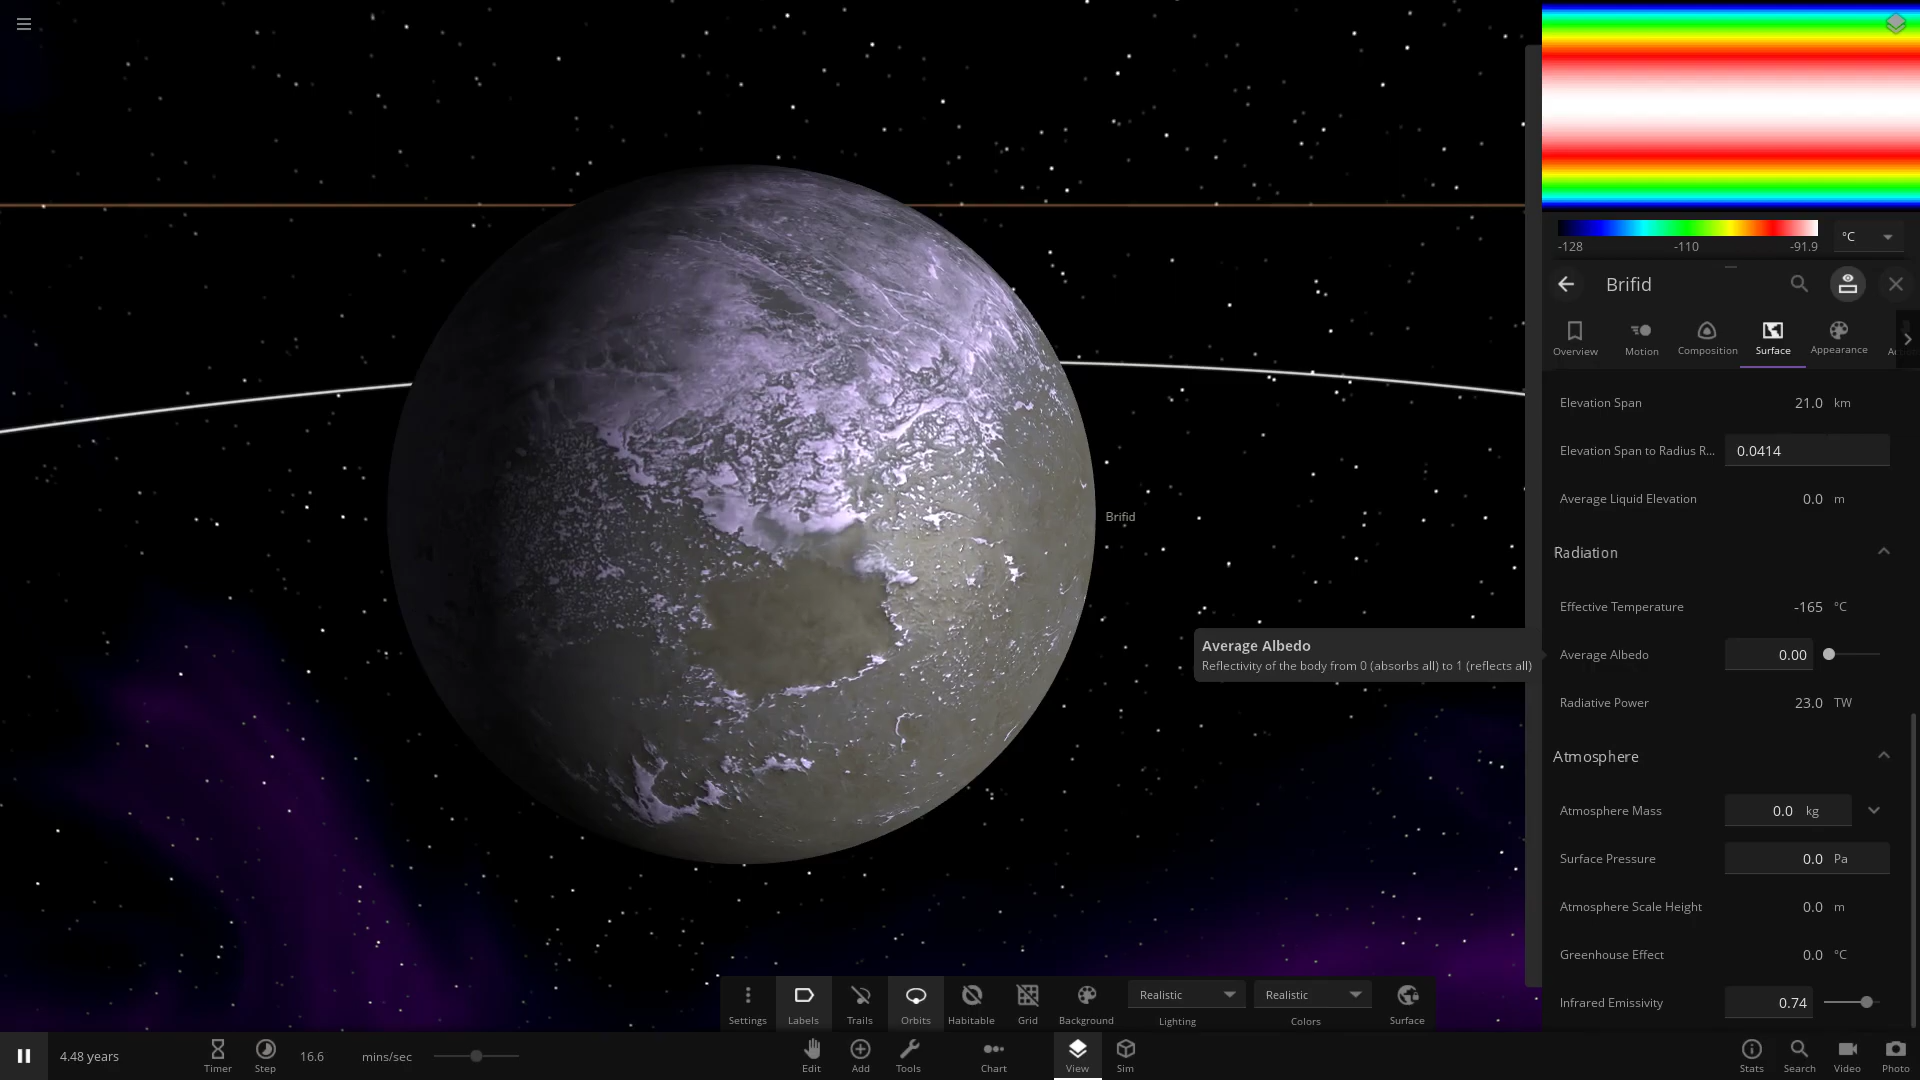 -128
-110
-91.9
°C
Brifid
Overview
Motion
Composition
Surface
Appearance
Elevation Span
21.0 km
Elevation Span to Radius R...
0.0414
Average Liquid Elevation
0.0 m
Radiation
Effective Temperature
-165 °C
Average Albedo
0.00
Radiative Power
23.0 TW
Atmosphere
Atmosphere Mass
0.0 kg
Surface Pressure
0.0 Pa
Atmosphere Scale Height
0.0 m
Greenhouse Effect
0.0 °C
Infrared Emissivity
0.74
Brifid
Average Albedo
Reflectivity of the body from 0 (absorbs all) to 1 (reflects all)
Settings
Labels
Trails
Orbits
Habitable
Grid
Background
Realistic
Lighting
Realistic
Colors
Surface
4.48 years
Timer
Step
16.6 mins/sec
Edit
Add
Tools
Chart
View
Sim
Stats
Search
Video
Photo